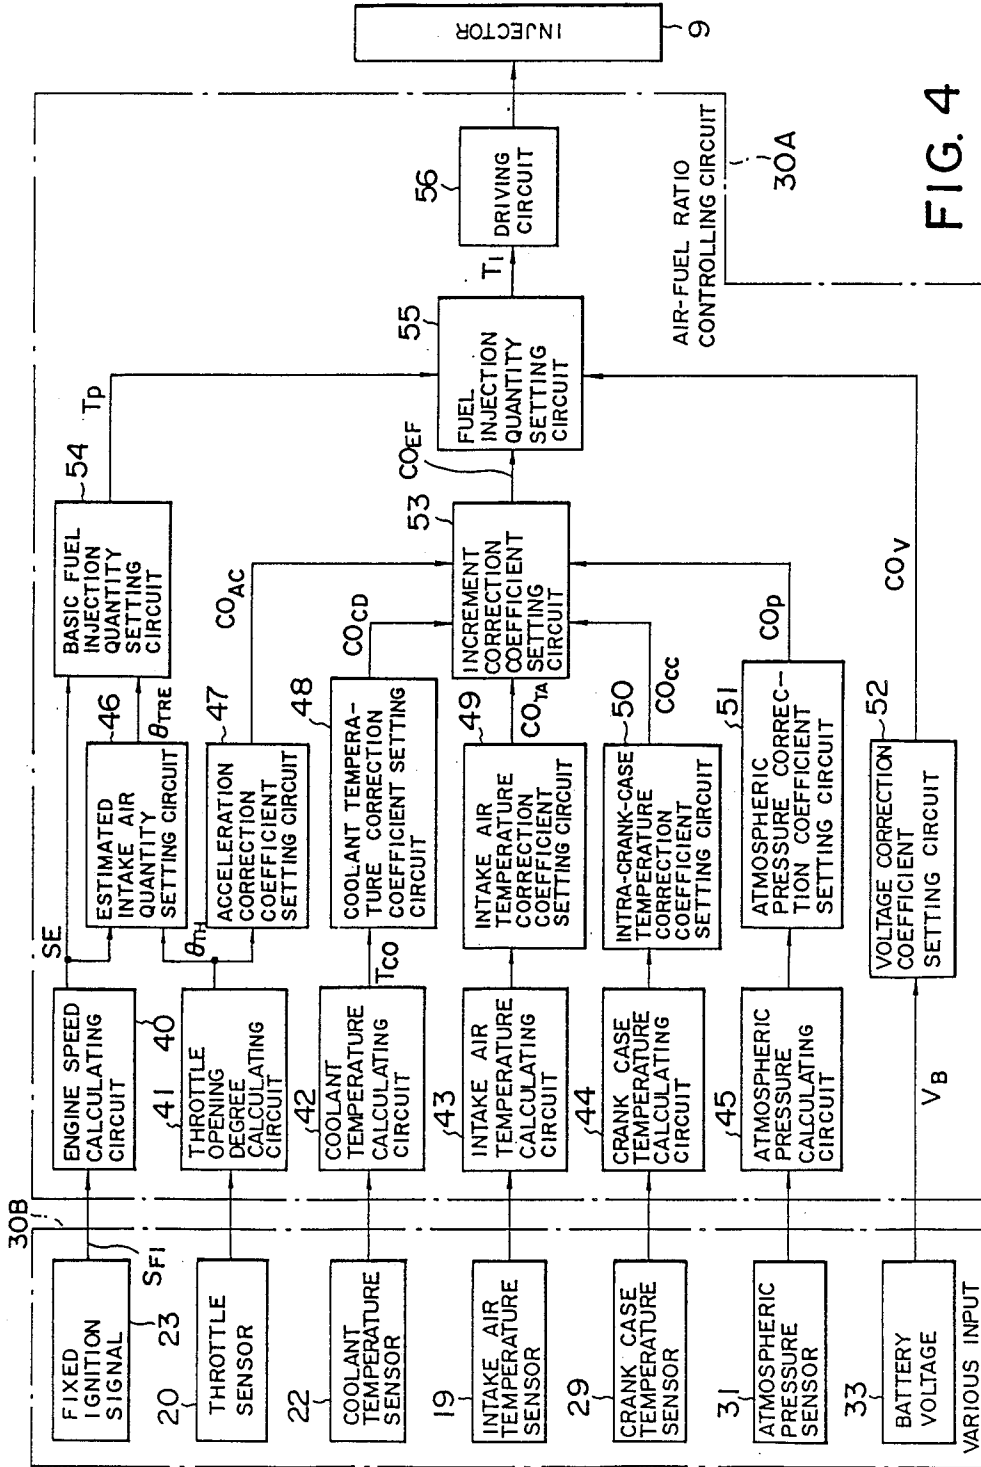 FIG. 4
30B
FIXED
IGNITION
SIGNAL
23
SFI
20
THROTTLE
SENSOR
22
COOLANT
TEMPERATURE
SENSOR
19
INTAKE AIR
TEMPERATURE
SENSOR
29
CRANK CASE
TEMPERATURE
SENSOR
31
ATMOSPHERIC
PRESSURE
SENSOR
33
BATTERY
VOLTAGE
VARIOUS INPUT
ENGINE SPEED
CALCULATING
CIRCUIT
40
SE
41
THROTTLE
OPENING
DEGREE
CALCULATING
CIRCUIT
θTH
42
COOLANT
TEMPERATURE
CALCULATING
CIRCUIT
TCO
43
INTAKE AIR
TEMPERATURE
CALCULATING
CIRCUIT
44
CRANK CASE
TEMPERATURE
CALCULATING
CIRCUIT
45
ATMOSPHERIC
PRESSURE
CALCULATING
CIRCUIT
VB
ESTIMATED
INTAKE AIR
QUANTITY
SETTING CIRCUIT
46
θTRE
ACCELERATION
CORRECTION
COEFFICIENT
SETTING CIRCUIT
47
COAC
COOLANT TEMPERA-
TURE CORRECTION
COEFFICIENT SETTING
CIRCUIT
48
COCD
INTAKE AIR
TEMPERATURE
CORRECTION
COEFFICIENT
SETTING CIRCUIT
49
COTA
INTRA-CRANK-CASE
TEMPERATURE
CORRECTION
COEFFICIENT
SETTING CIRCUIT
50
COCC
ATMOSPHERIC
PRESSURE CORREC-
TION COEFFICIENT
SETTING CIRCUIT
51
COP
VOLTAGE CORRECTION
COEFFICIENT
SETTING CIRCUIT
52
COV
BASIC FUEL
INJECTION
QUANTITY
SETTING
CIRCUIT
54
Tp
INCREMENT
CORRECTION
COEFFICIENT
SETTING
CIRCUIT
53
COEF
FUEL
INJECTION
QUANTITY
SETTING
CIRCUIT
55
TI
DRIVING
CIRCUIT
56
INJECTOR
9
AIR-FUEL RATIO
CONTROLLING CIRCUIT
30A